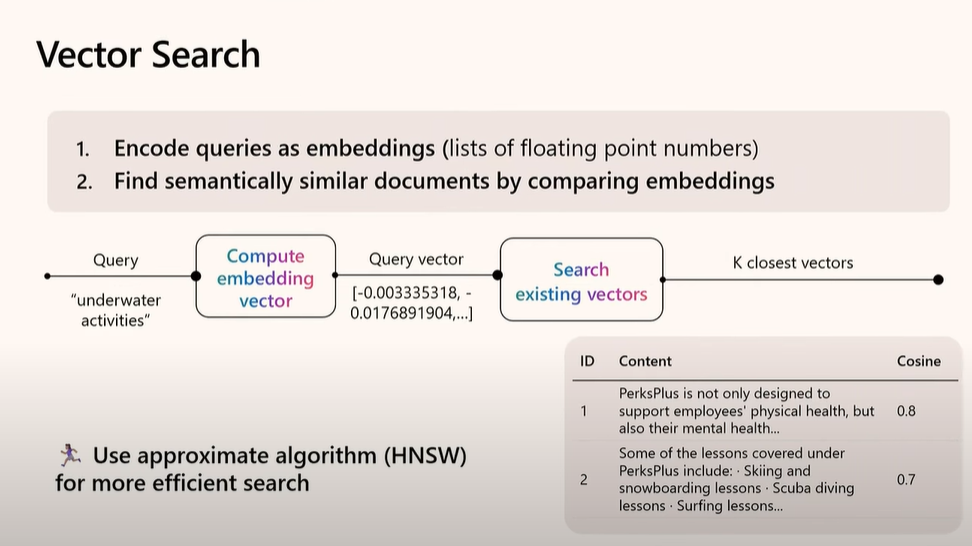 Vector Search
1. Encode queries as embeddings (lists of floating point numbers)
2. Find semantically similar documents by comparing embeddings
Query
"underwater
activities"
Compute
embedding
vector
Query vector
[-0.003335318, -
0.0176891904,...]
Search
existing vectors
K closest vectors
ID Content Cosine
1 PerksPlus is not only designed to
support employees' physical health, but
also their mental health... 0.8
2 Some of the lessons covered under
PerksPlus include: · Skiing and
snowboarding lessons · Scuba diving
lessons · Surfing lessons... 0.7
Use approximate algorithm (HNSW)
for more efficient search